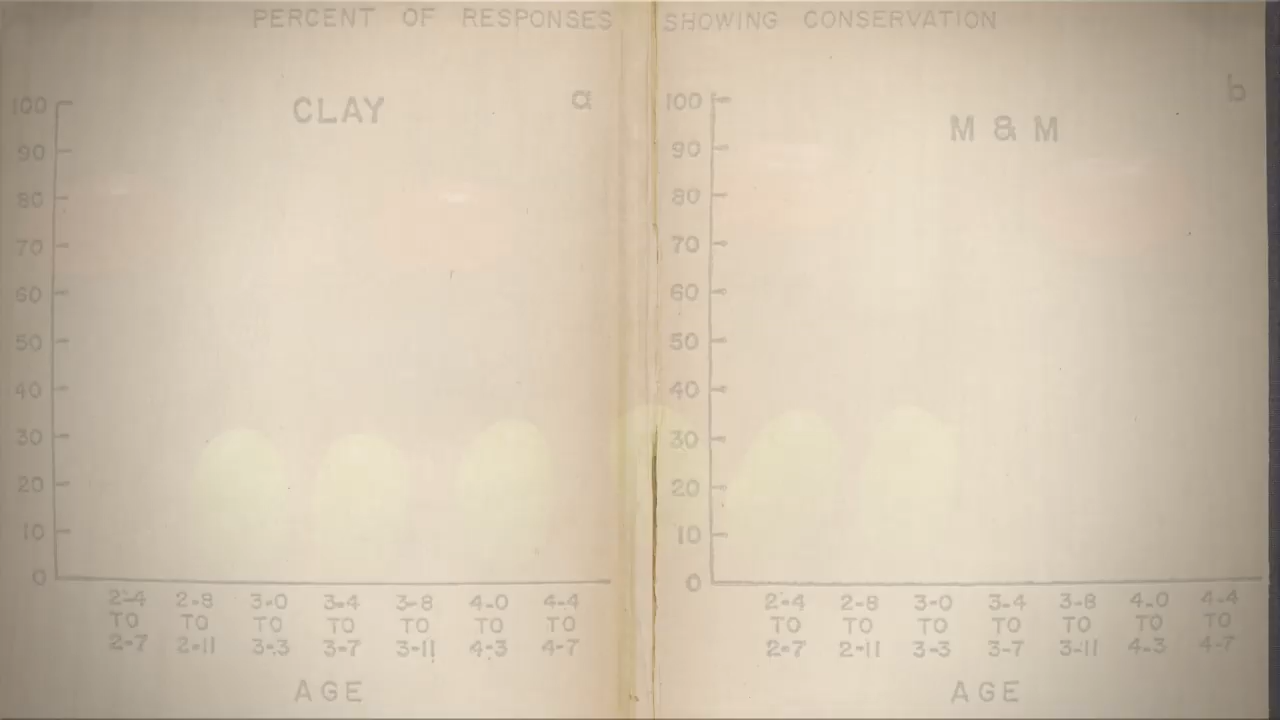 PERCENT OF RESPONSES SHOWING CONSERVATION
a
CLAY
100
90
80
70
60
50
40
30
20
10
0
2-4 TO 2-7
2-8 TO 2-11
3-0 TO 3-3
3-4 TO 3-7
3-8 TO 3-11
4-0 TO 4-3
4-4 TO 4-7
AGE
b
M & M
100
90
80
70
60
50
40
30
20
10
0
2-4 TO 2-7
2-8 TO 2-11
3-0 TO 3-3
3-4 TO 3-7
3-8 TO 3-11
4-0 TO 4-3
4-4 TO 4-7
AGE